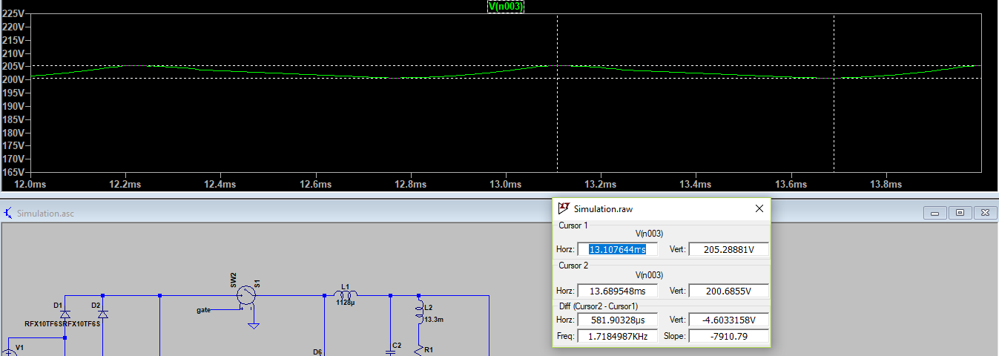 V(n003)
225V
220V
215V
210V
205V
200V
195V
190V
185V
180V
175V
170V
165V
12.0ms 12.2ms 12.4ms 12.6ms 12.8ms 13.0ms 13.2ms 13.4ms 13.6ms 13.8ms
Simulation.asc
Simulation.raw
Cursor 1
V(n003)
Horz: 13.107644ms Vert: 205.28881V
Cursor 2
V(n003)
Horz: 13.689548ms Vert: 200.6855V
Diff (Cursor2 - Cursor1)
Horz: 581.90328µs Vert: -4.6033158V
Freq: 1.7184987KHz Slope: -7910.79
SW2
S1
gate
L1
1128µ
D1
D2
RFX10TF6S
RFX10TF6S
L2
13.3m
V1
D6
C2
R1